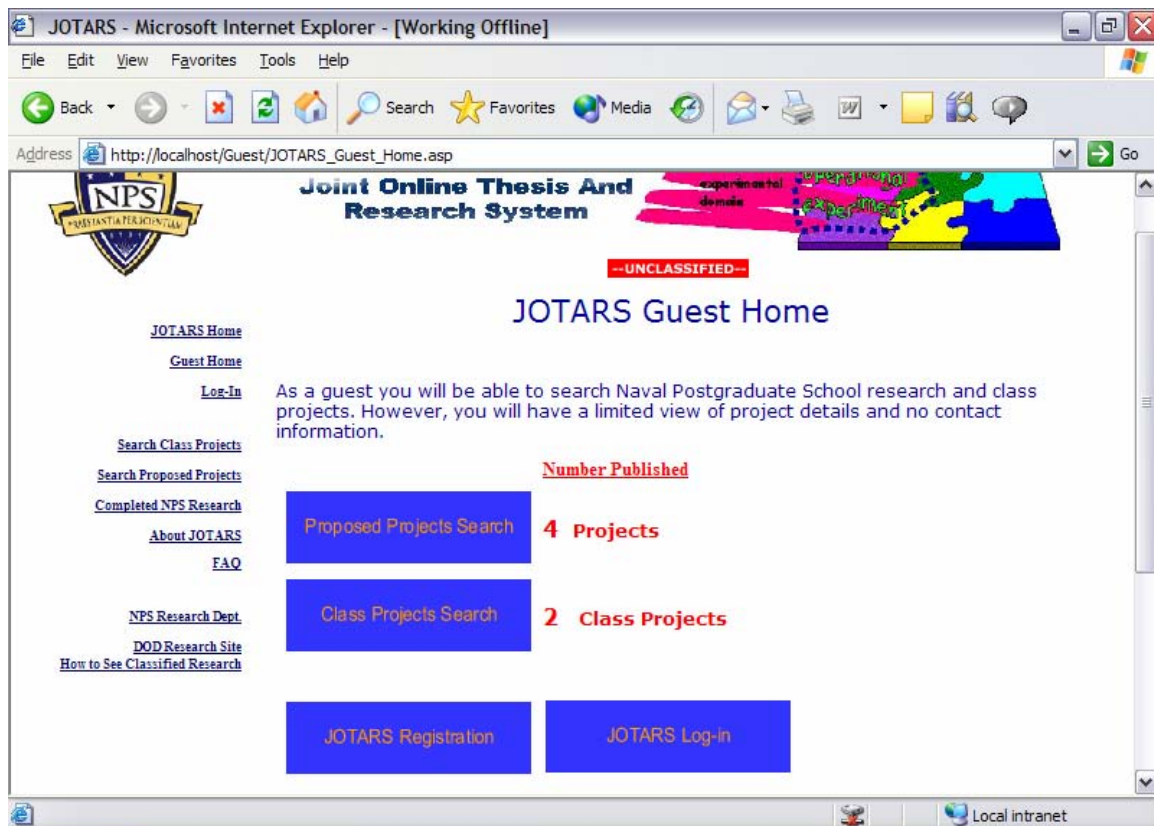 JOTARS - Microsoft Internet Explorer - [Working Offline]
File Edit View Favorites Tools Help
Back Search Favorites Media
Address http://localhost/Guest/JOTARS_Guest_Home.asp Go
NPS
Joint Online Thesis And
Research System
experimental
domain
operational
experiment
--UNCLASSIFIED--
JOTARS Guest Home
JOTARS Home
Guest Home
Log-In
Search Class Projects
Search Proposed Projects
Completed NPS Research
About JOTARS
FAQ
NPS Research Dept.
DOD Research Site
How to See Classified Research
As a guest you will be able to search Naval Postgraduate School research and class
projects. However, you will have a limited view of project details and no contact
information.
Number Published
Proposed Projects Search 4 Projects
Class Projects Search 2 Class Projects
JOTARS Registration JOTARS Log-in
Local intranet